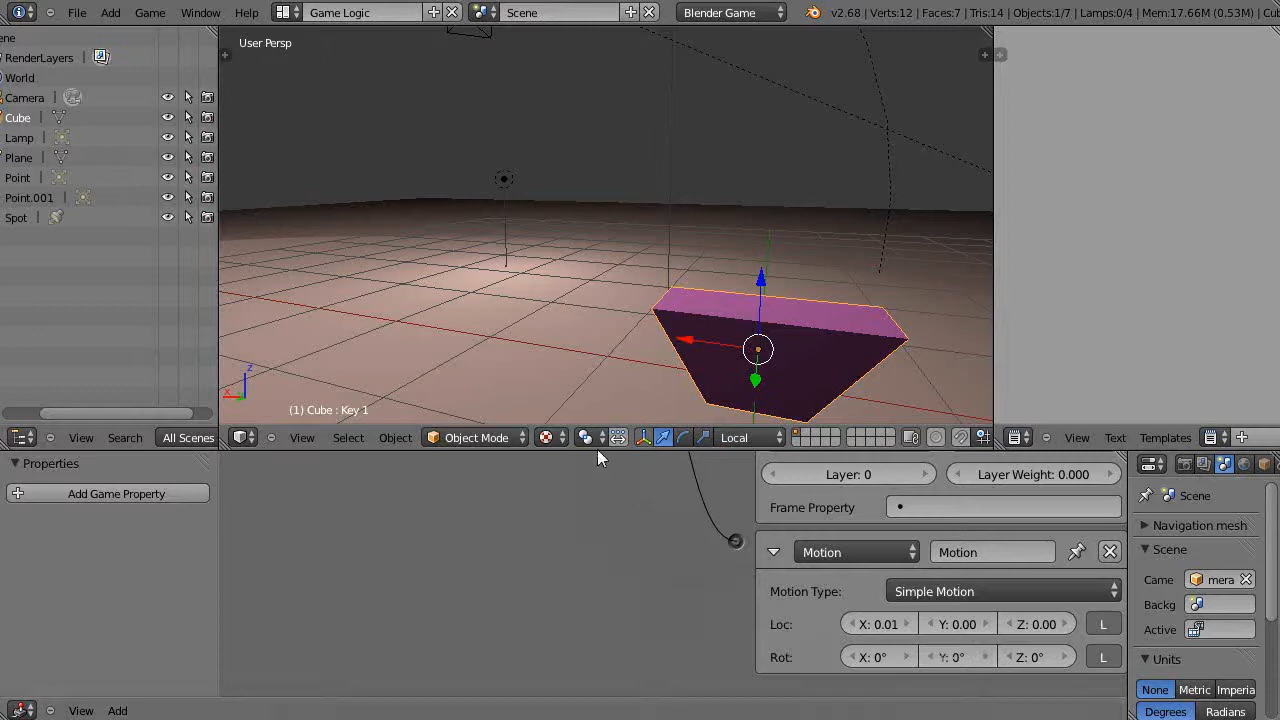 File Add Game Window Help Game Logic Scene Blender Game v2.68 | Verts:12 | Faces:7 | Tris:14 | Objects:1/7 | Lamps:0/4 | Mem:17.66M (0.53M) | Cub
ne
RenderLayers |
World
Camera |
Cube |
Lamp |
Plane |
Point |
Point.001 |
Spot |
User Persp
z
x
(1) Cube : Key 1
View Search All Scenes
View Select Object Object Mode Local
View Text Templates
Properties
Add Game Property
Layer: 0 Layer Weight: 0.000
Frame Property
Motion Motion
Motion Type: Simple Motion
Loc: X: 0.01 Y: 0.00 Z: 0.00 L
Rot: X: 0° Y: 0° Z: 0° L
View Add
Scene
Navigation mesh
Scene
Came mera
Backg
Active
Units
None Metric Imperia
Degrees Radians